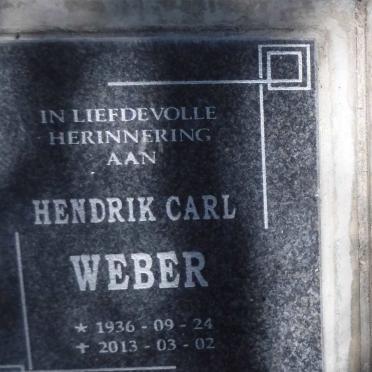 IN LIEFDEVOLLE
HERINNERING
AAN
HENDRIK CARL
WEBER
★ 1936 - 09 - 24
✝ 2013 - 03 - 02